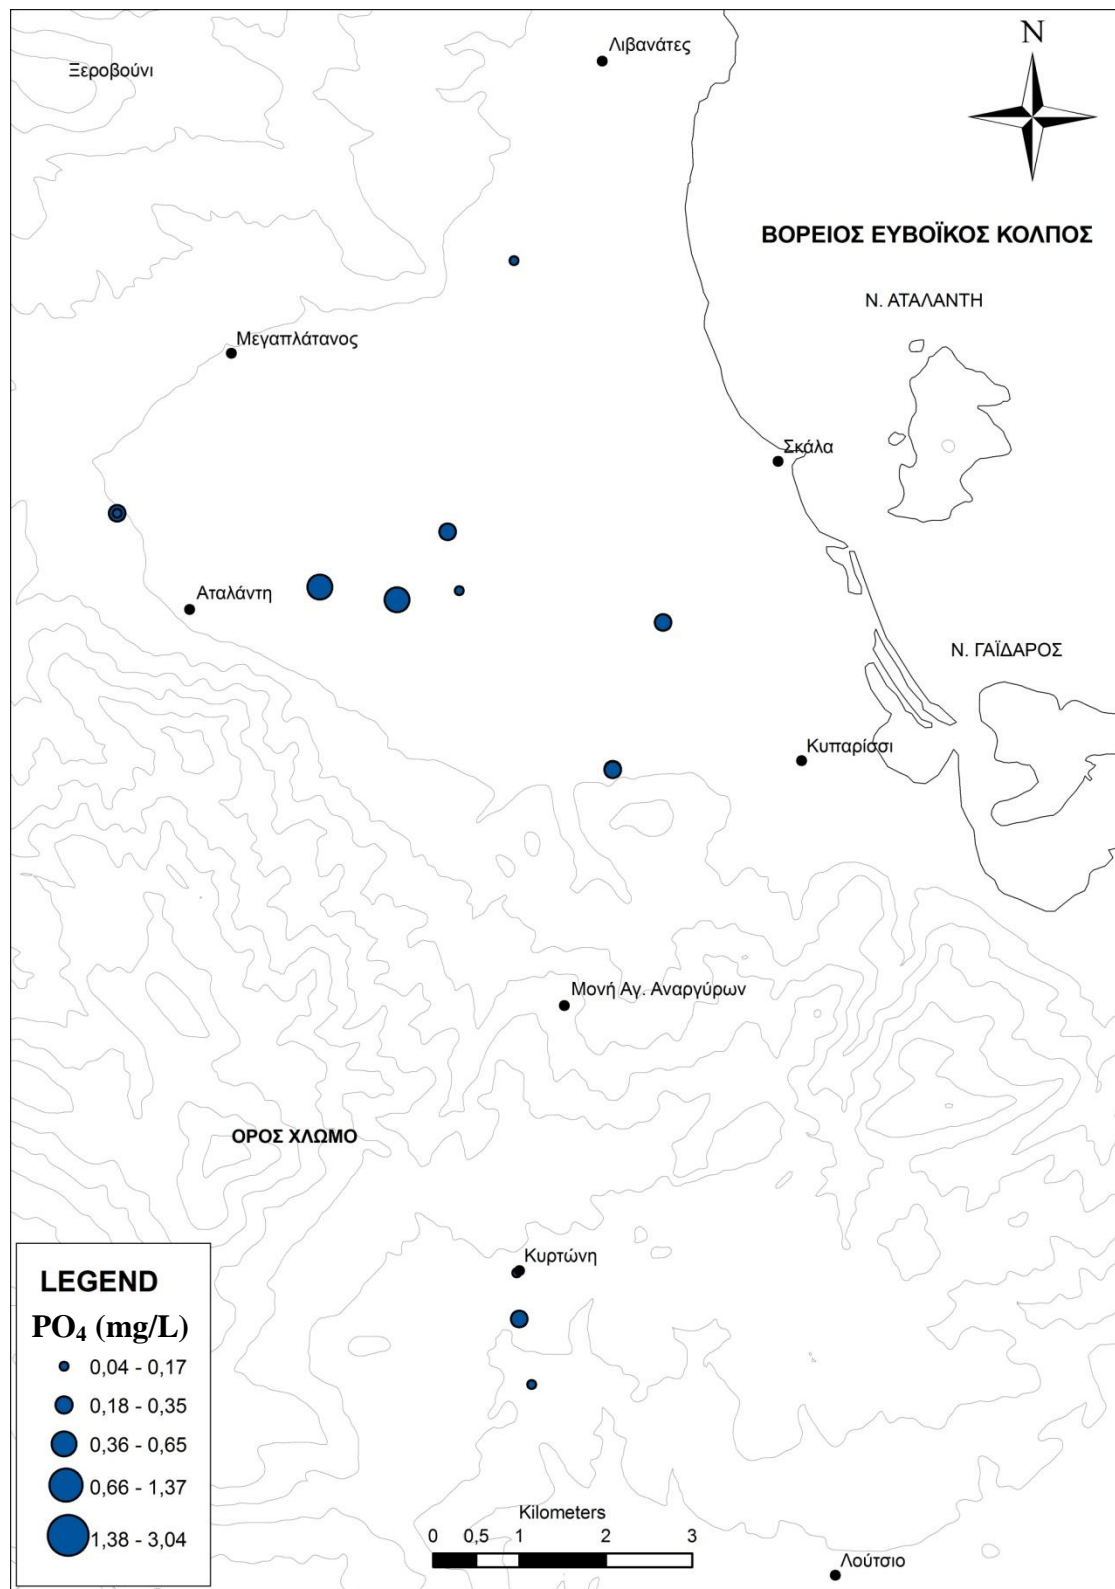 Λιβανάτες
N
Ξεροβούνι
ΒΟΡΕΙΟΣ ΕΥΒΟΪΚΟΣ ΚΟΛΠΟΣ
Ν. ΑΤΑΛΑΝΤΗ
Μεγαπλάτανος
Σκάλα
Αταλάντη
Ν. ΓΑΪΔΑΡΟΣ
Κυπαρίσσι
Μονή Αγ. Αναργύρων
ΟΡΟΣ ΧΛΩΜΟ
Κυρτώνη
LEGEND
PO₄ (mg/L)
0,04 - 0,17
0,18 - 0,35
0,36 - 0,65
0,66 - 1,37
1,38 - 3,04
Kilometers
0 0,5 1 2 3
Λούτσιο